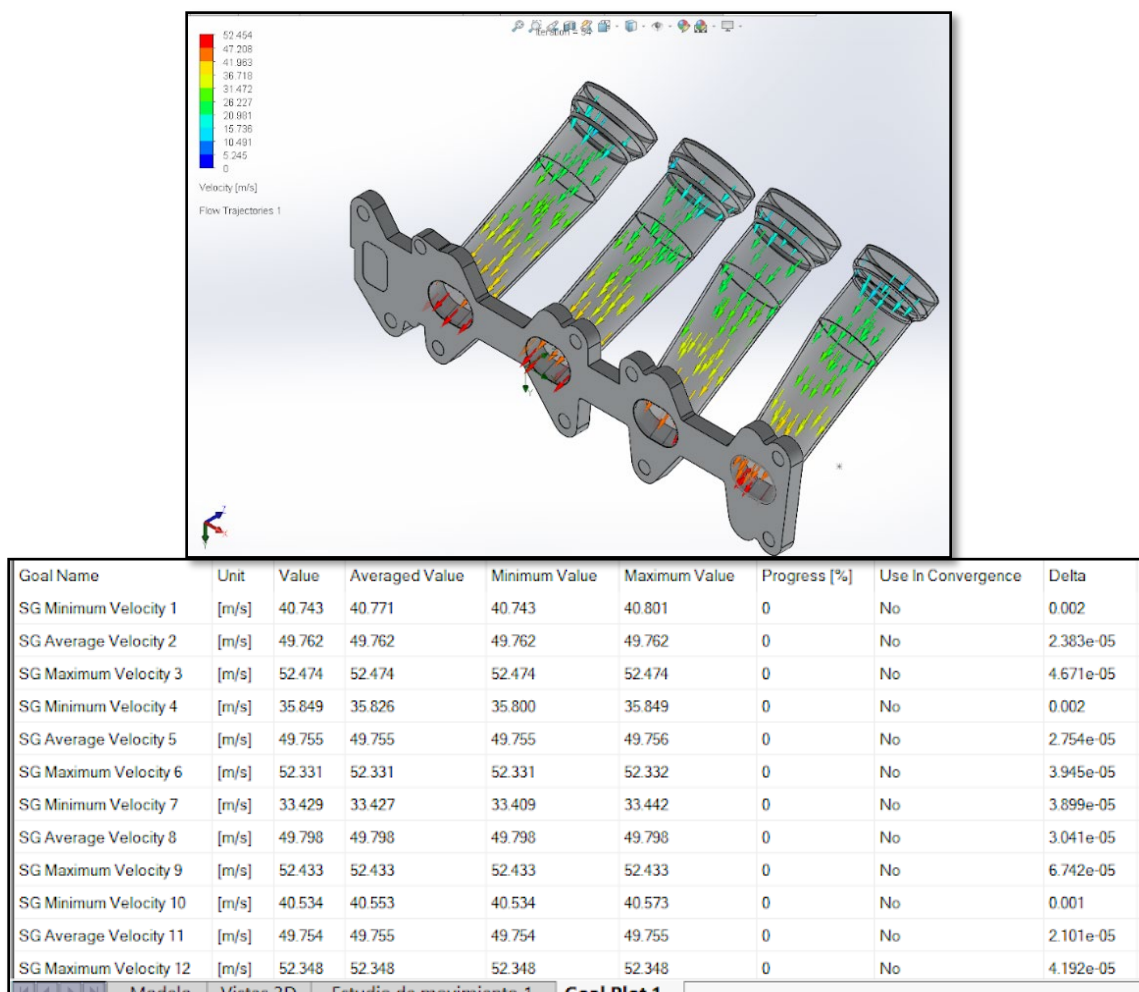 Iteration = 54
52.464
47.208
41.963
36.718
31.472
26.227
20.981
15.736
10.491
5.245
0
Velocity [m/s]
Flow Trajectories 1
Goal Name Unit Value Averaged Value Minimum Value Maximum Value Progress [%] Use In Convergence Delta
SG Minimum Velocity 1 [m/s] 40.743 40.771 40.743 40.801 0 No 0.002
SG Average Velocity 2 [m/s] 49.762 49.762 49.762 49.762 0 No 2.383e-05
SG Maximum Velocity 3 [m/s] 52.474 52.474 52.474 52.474 0 No 4.671e-05
SG Minimum Velocity 4 [m/s] 35.849 35.826 35.800 35.849 0 No 0.002
SG Average Velocity 5 [m/s] 49.755 49.755 49.755 49.756 0 No 2.754e-05
SG Maximum Velocity 6 [m/s] 52.331 52.331 52.331 52.332 0 No 3.945e-05
SG Minimum Velocity 7 [m/s] 33.429 33.427 33.409 33.442 0 No 3.899e-05
SG Average Velocity 8 [m/s] 49.798 49.798 49.798 49.798 0 No 3.041e-05
SG Maximum Velocity 9 [m/s] 52.433 52.433 52.433 52.433 0 No 6.742e-05
SG Minimum Velocity 10 [m/s] 40.534 40.553 40.534 40.573 0 No 0.001
SG Average Velocity 11 [m/s] 49.754 49.755 49.754 49.755 0 No 2.101e-05
SG Maximum Velocity 12 [m/s] 52.348 52.348 52.348 52.348 0 No 4.192e-05
Modelo Vistas 3D Estudio de movimiento 1 Goal Plot 1